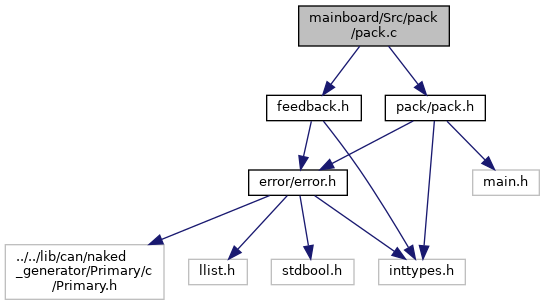 mainboard/Src/pack
/pack.c
feedback.h
pack/pack.h
error/error.h
main.h
../../lib/can/naked
_generator/Primary/c
/Primary.h
llist.h
stdbool.h
inttypes.h